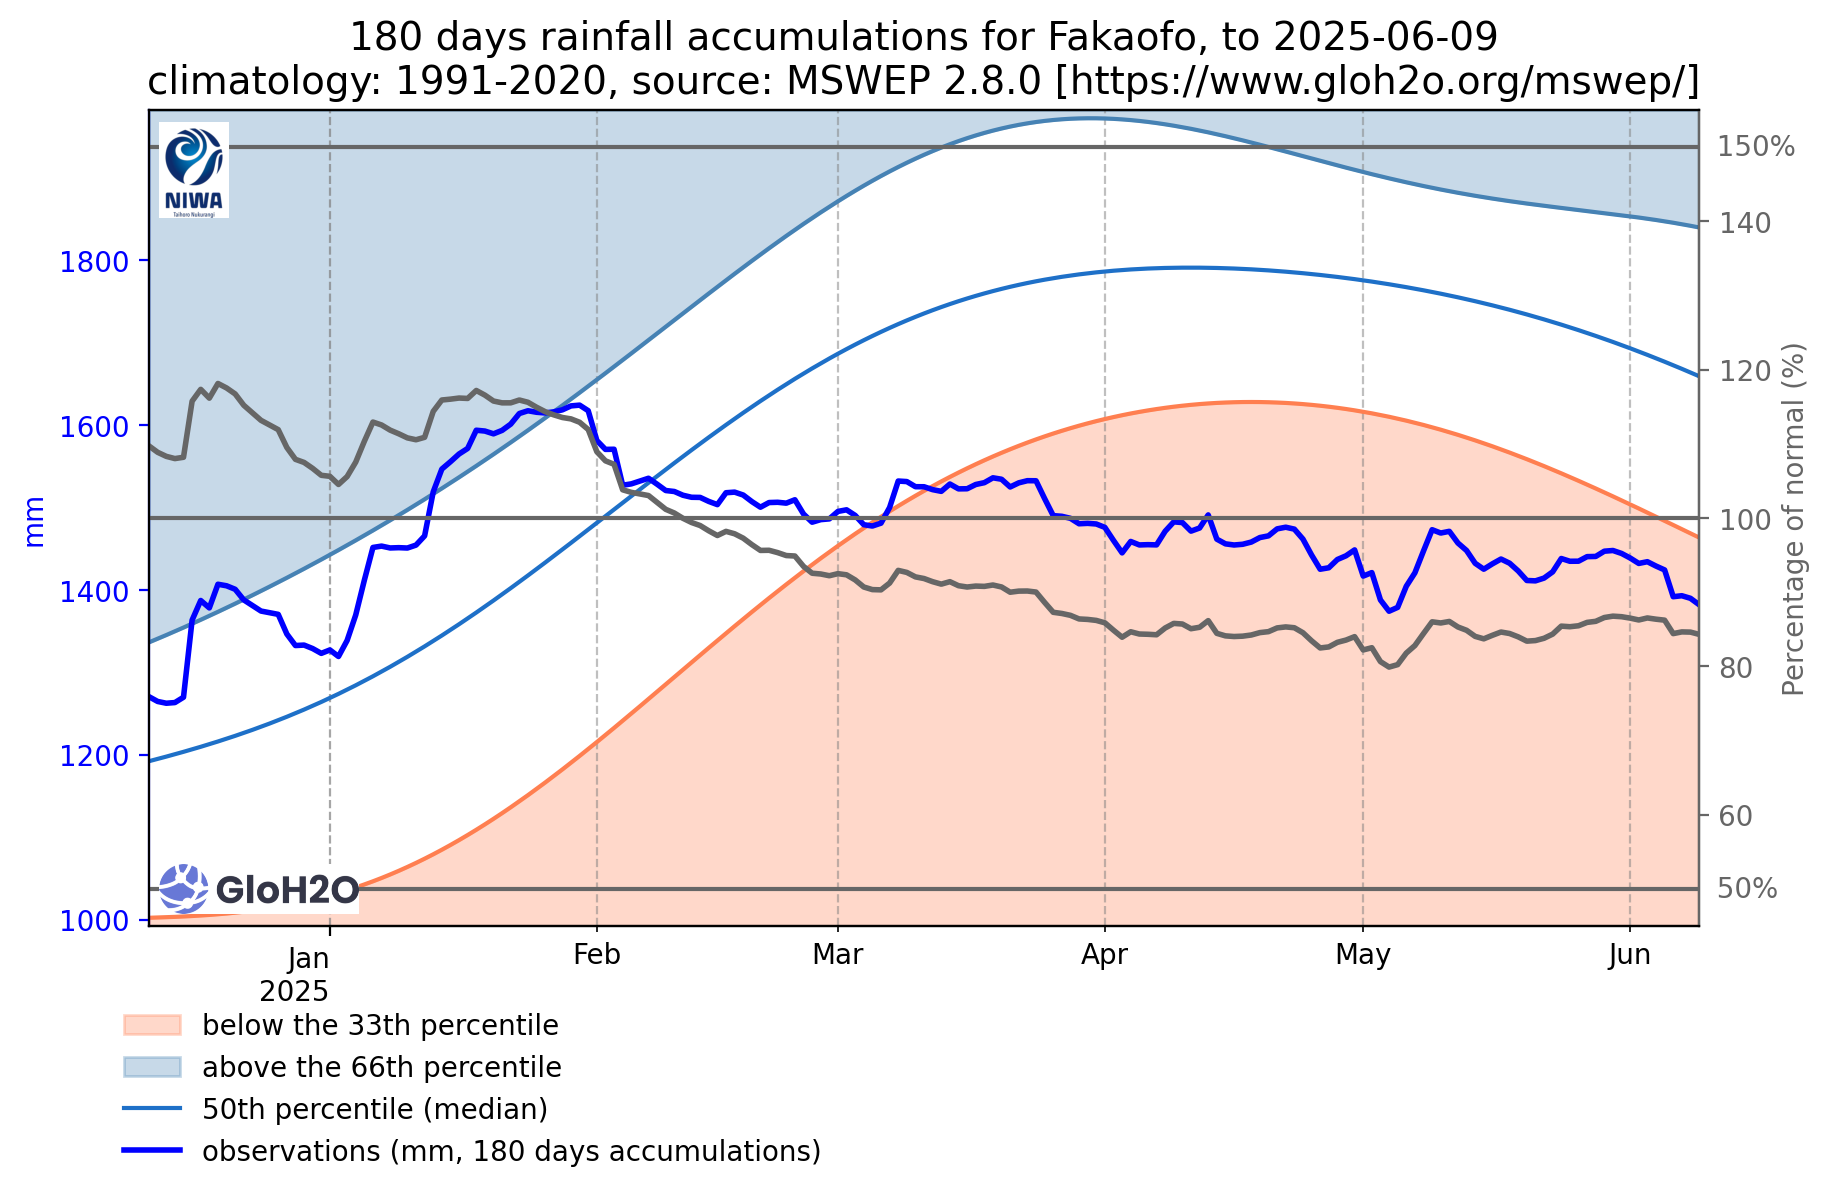 180 days rainfall accumulations for Fakaofo, to 2025-06-09
climatology: 1991-2020, source: MSWEP 2.8.0 [https://www.gloh2o.org/mswep/]
NIWA
Taihoro Nukurangi
150%
140
1800
120
1600
mm
100
Percentage of normal (%)
1400
80
1200
60
GloH2O
50%
1000
Jan
2025
Feb
Mar
Apr
May
Jun
below the 33th percentile
above the 66th percentile
50th percentile (median)
observations (mm, 180 days accumulations)